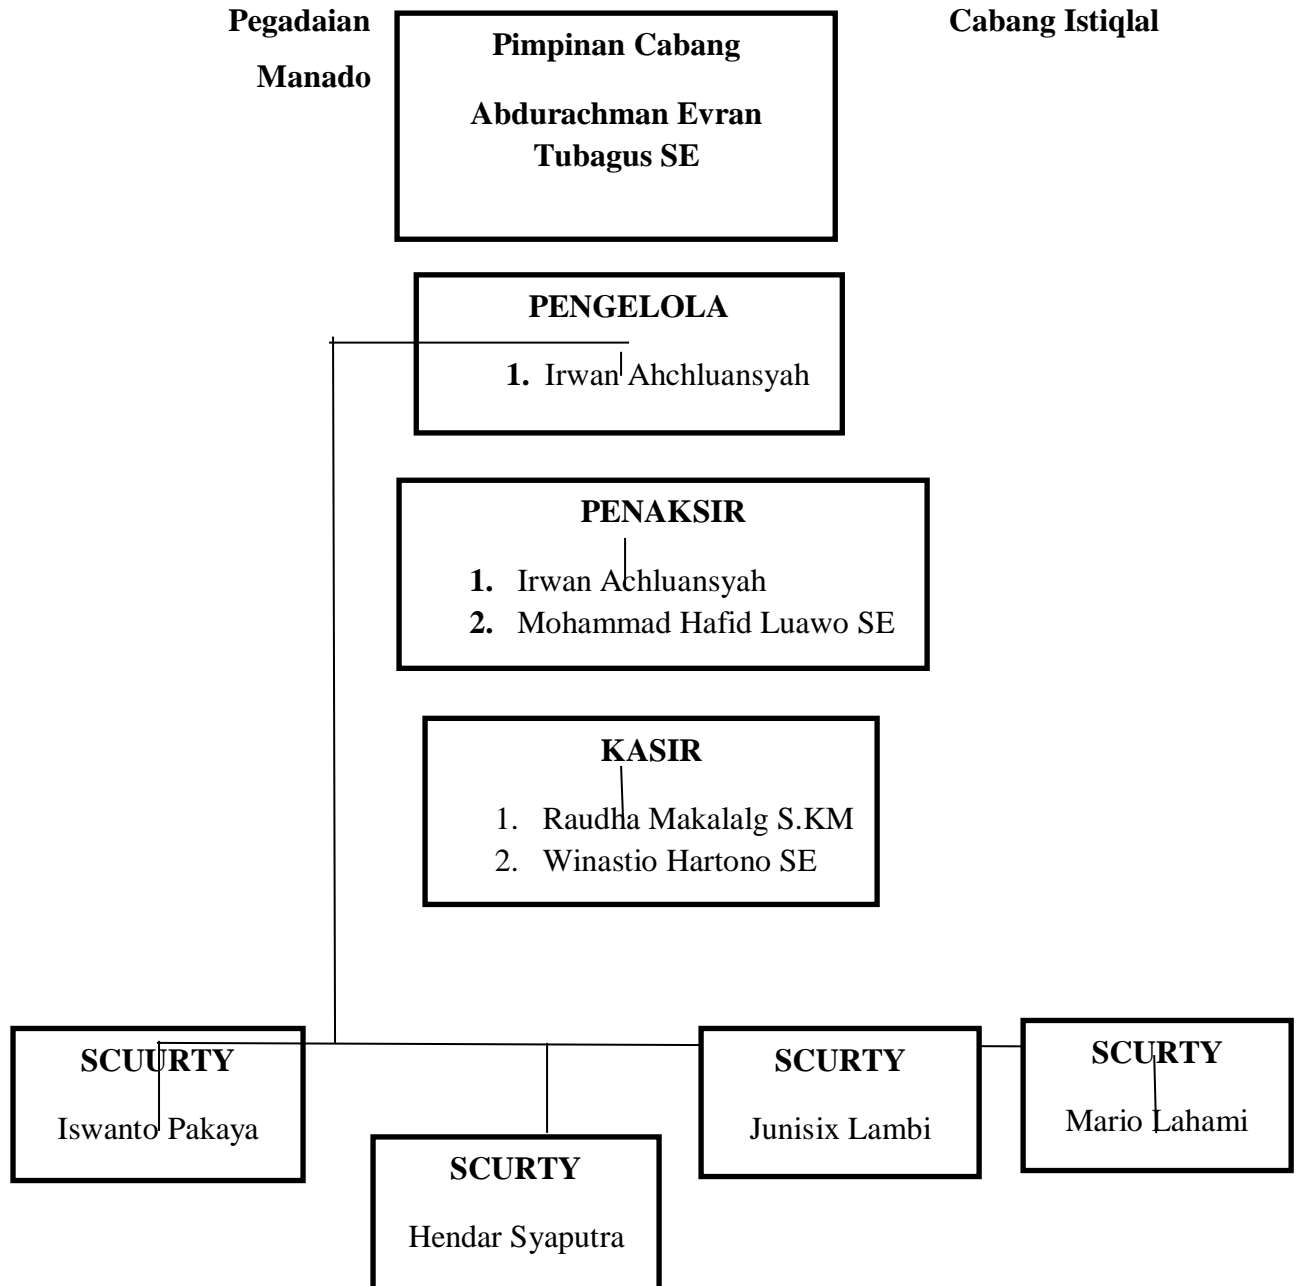 Pegadaian
Cabang Istiqlal
Manado
Pimpinan Cabang
Abdurachman Evran
Tubagus SE
PENGELOLA
1. Irwan Ahchluansyah
PENAKSIR
1. Irwan Achluansyah
2. Mohammad Hafid Luawo SE
KASIR
1. Raudha Makalalg S.KM
2. Winastio Hartono SE
SCUURTY
Iswanto Pakaya
SCURTY
Hendar Syaputra
SCURTY
Junisix Lambi
SCURTY
Mario Lahami